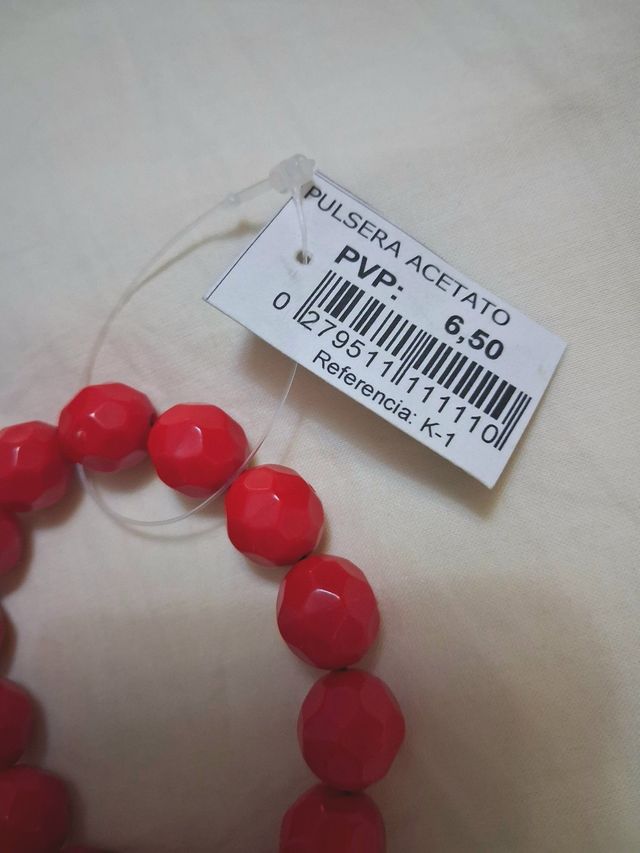 PULSERA ACETATO
PVP: 6,50
0 279511 111110
Referencia: K-1